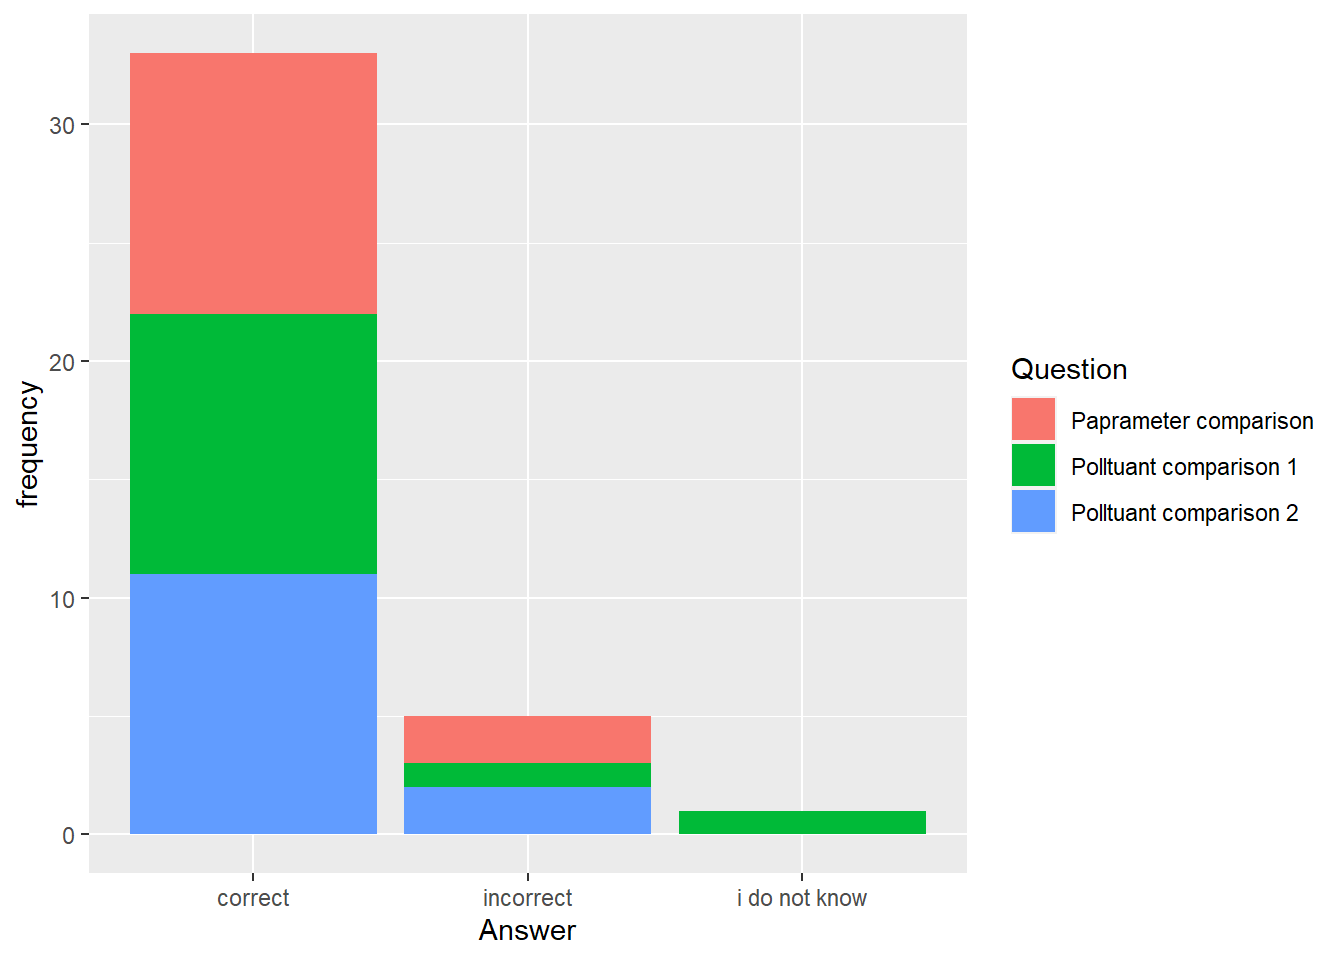 30
20
10
0
frequency
correct
incorrect
i do not know
Answer
Question
Paprameter comparison
Polltuant comparison 1
Polltuant comparison 2